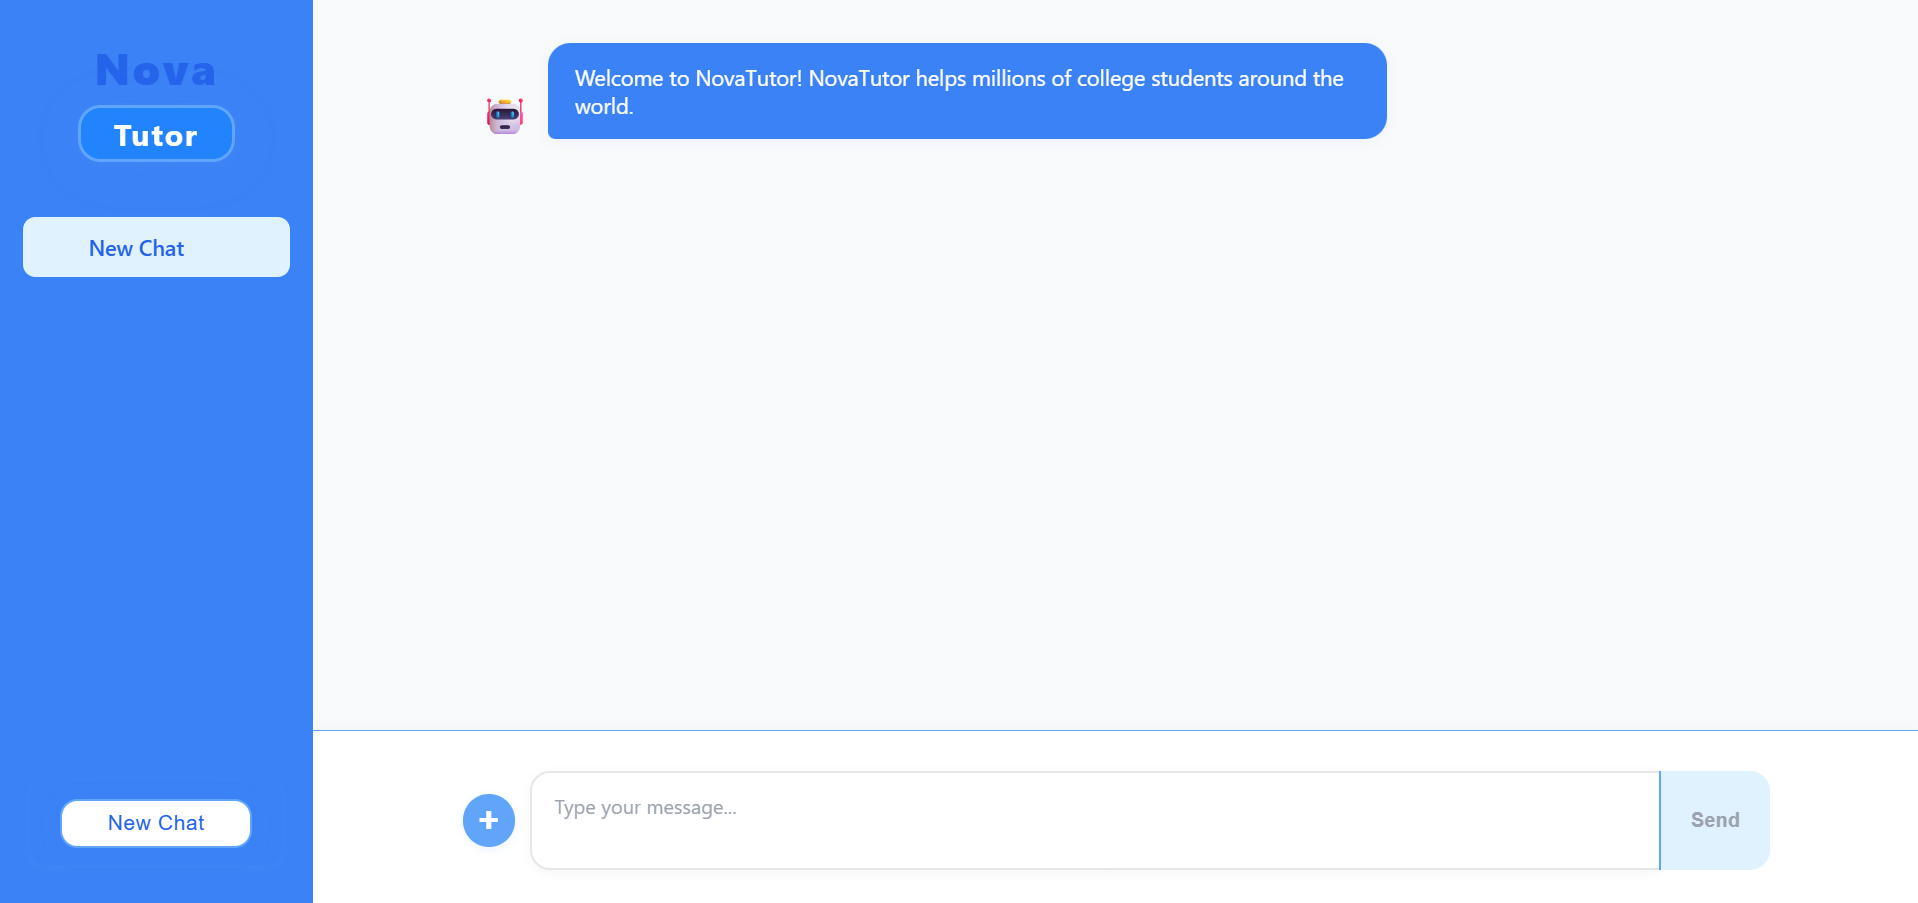 Nova
Tutor
New Chat
New Chat
Welcome to NovaTutor! NovaTutor helps millions of college students around the
world.
+
Type your message...
Send